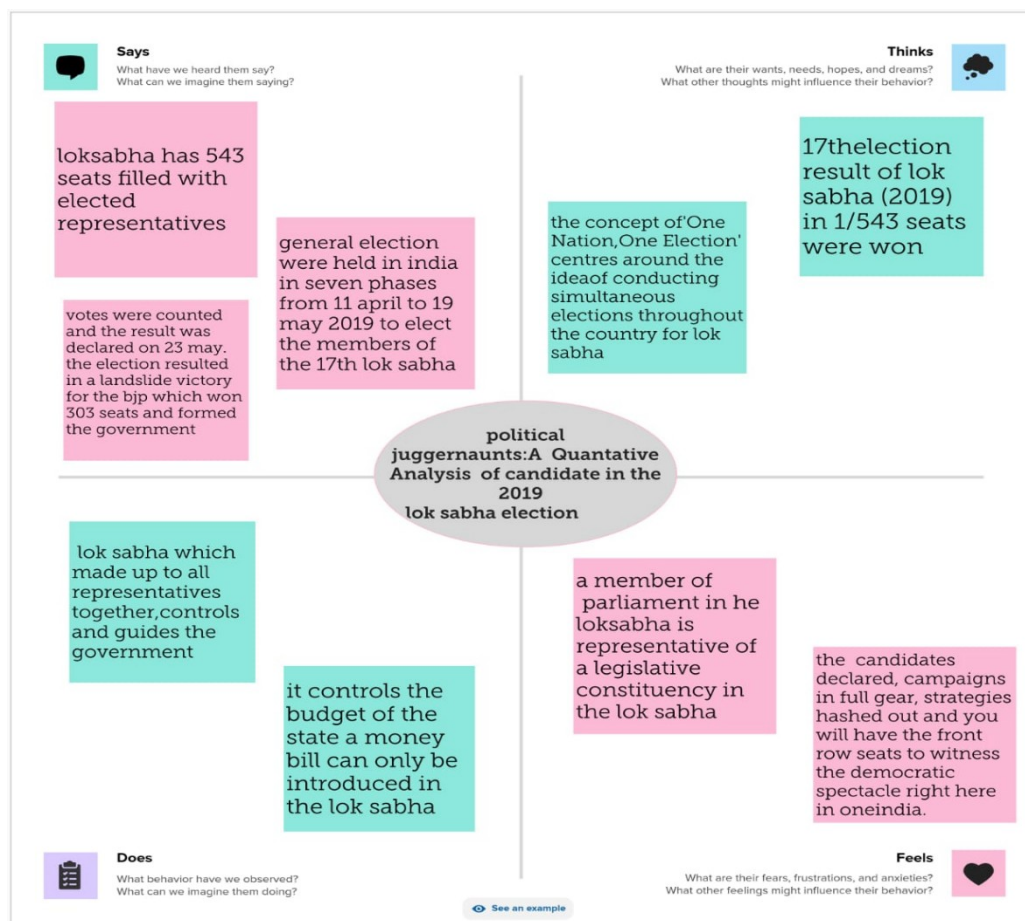 Says
What have we heard them say?
What can we imagine them saying?
loksabha has 543
seats filled with
elected
representatives
general election
were held in india
in seven phases
from 11 april to 19
may 2019 to elect
the members of
the 17th lok sabha
votes were counted
and the result was
declared on 23 may.
the election resulted
in a landslide victory
for the bjp which won
303 seats and formed
the government
Thinks
What are their wants, needs, hopes, and dreams?
What other thoughts might influence their behavior?
17thelection
result of lok
sabha (2019)
in 1/543 seats
were won
the concept of'One
Nation,One Election'
centres around the
ideaof conducting
simultaneous
elections throughout
the country for lok
sabha
political
juggernaunts:A Quantative
Analysis of candidate in the
2019
lok sabha election
lok sabha which
made up to all
representatives
together,controls
and guides the
government
it controls the
budget of the
state a money
bill can only be
introduced in
the lok sabha
Does
What behavior have we observed?
What can we imagine them doing?
a member of
parliament in he
loksabha is
representative of
a legislative
constituency in
the lok sabha
the candidates
declared, campaigns
in full gear, strategies
hashed out and you
will have the front
row seats to witness
the democratic
spectacle right here
in oneindia.
Feels
What are their fears, frustrations, and anxieties?
What other feelings might influence their behavior?
See an example